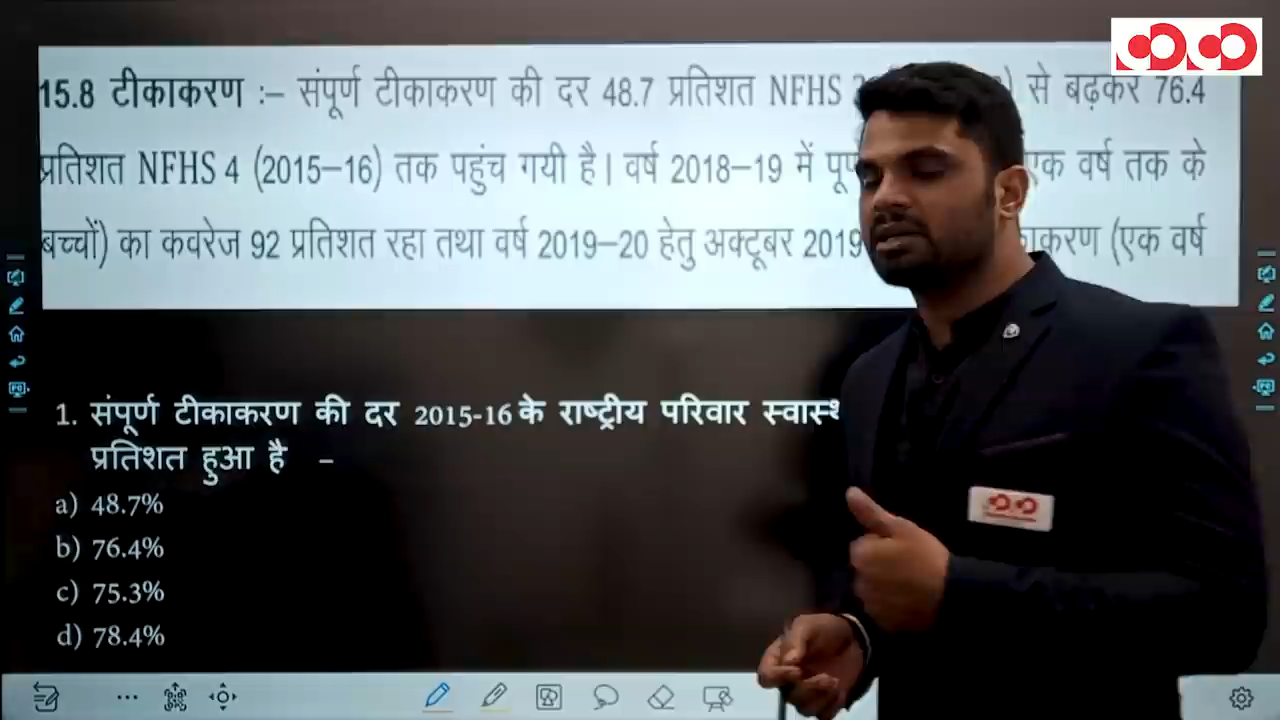 15.8 टीकाकरण :– संपूर्ण टीकाकरण की दर 48.7 प्रतिशत NFHS से बढ़कर 76.4
प्रतिशत NFHS 4 (2015–16) तक पहुंच गयी है। वर्ष 2018–19 में एक वर्ष तक के
बच्चों) का कवरेज 92 प्रतिशत रहा तथा वर्ष 2019–20 हेतु अक्टूबर 2019 (एक वर्ष
1. संपूर्ण टीकाकरण की दर 2015-16 के राष्ट्रीय परिवार
प्रतिशत हुआ है –
a) 48.7%
b) 76.4%
c) 75.3%
d) 78.4%